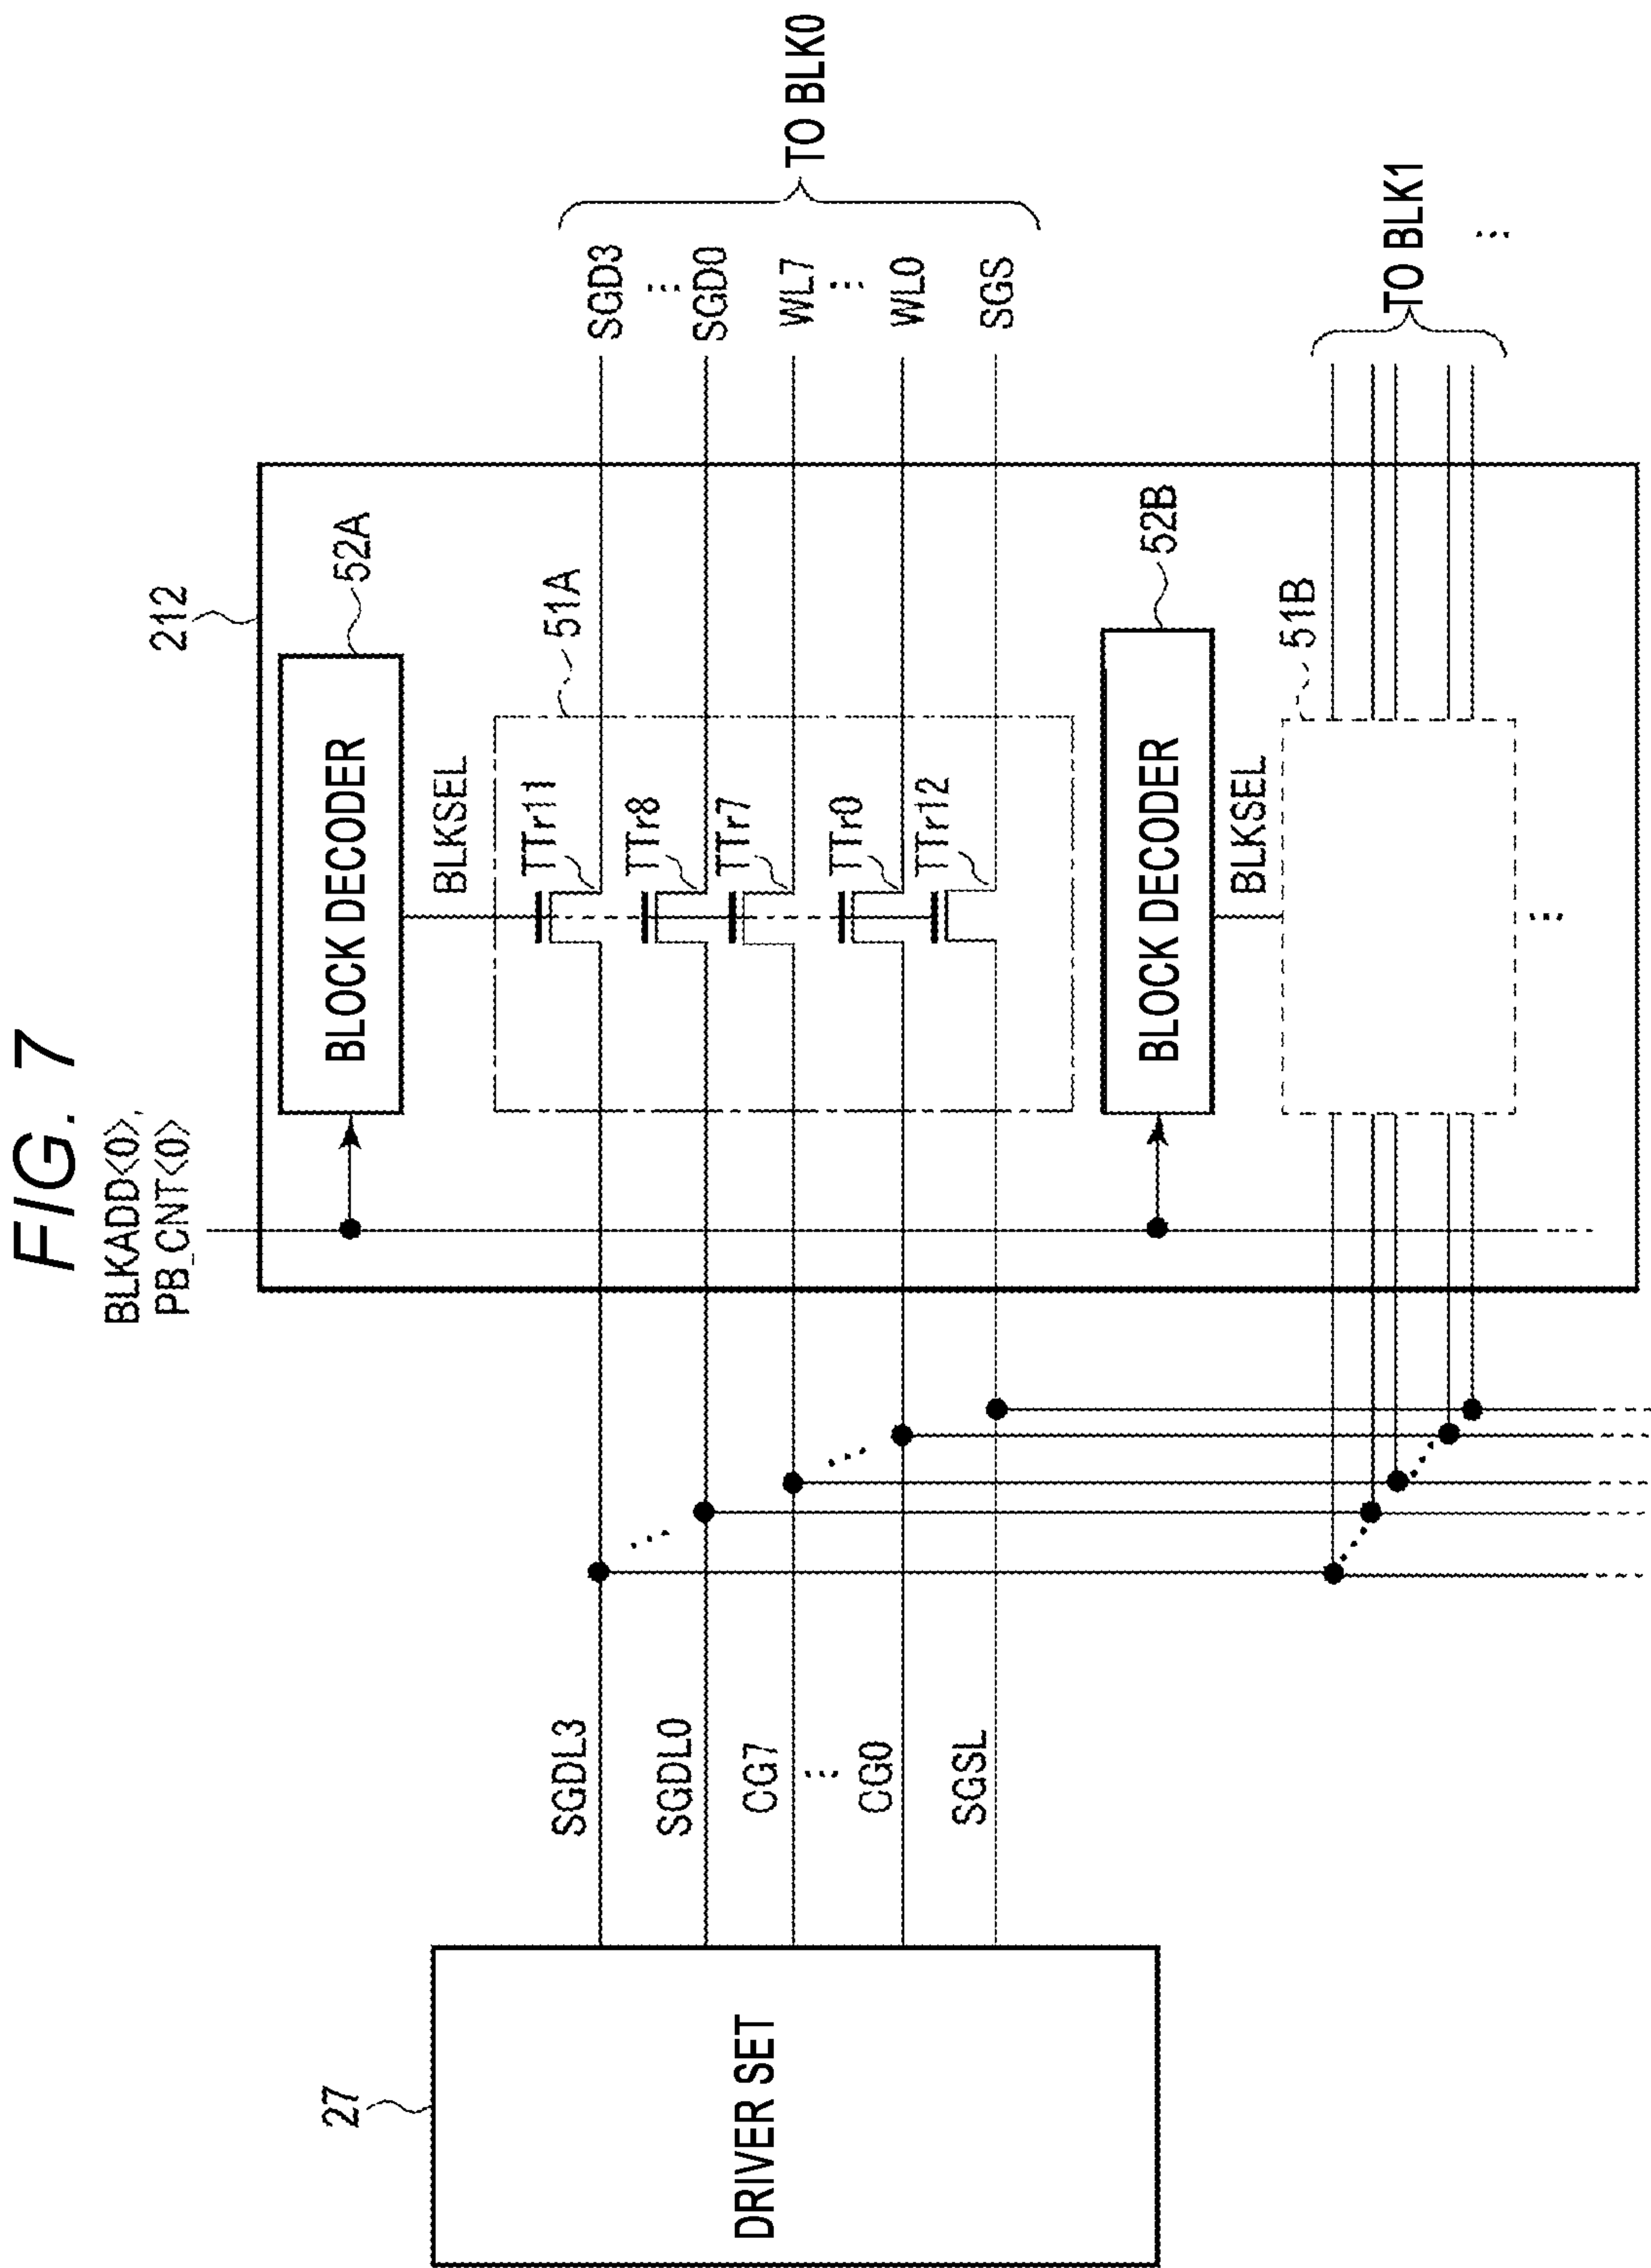 FIG. 7
BLKADD<0>,
PB_CNT<0>
212
BLOCK DECODER
52A
BLKSEL
51A
TTr11
TTr8
TTr7
TTr0
TTr12
SGD3
SGD0
WL7
WL0
SGS
TO BLK0
27
DRIVER SET
SGDL3
SGDL0
CG7
CG0
SGSL
BLOCK DECODER
52B
BLKSEL
51B
TO BLK1